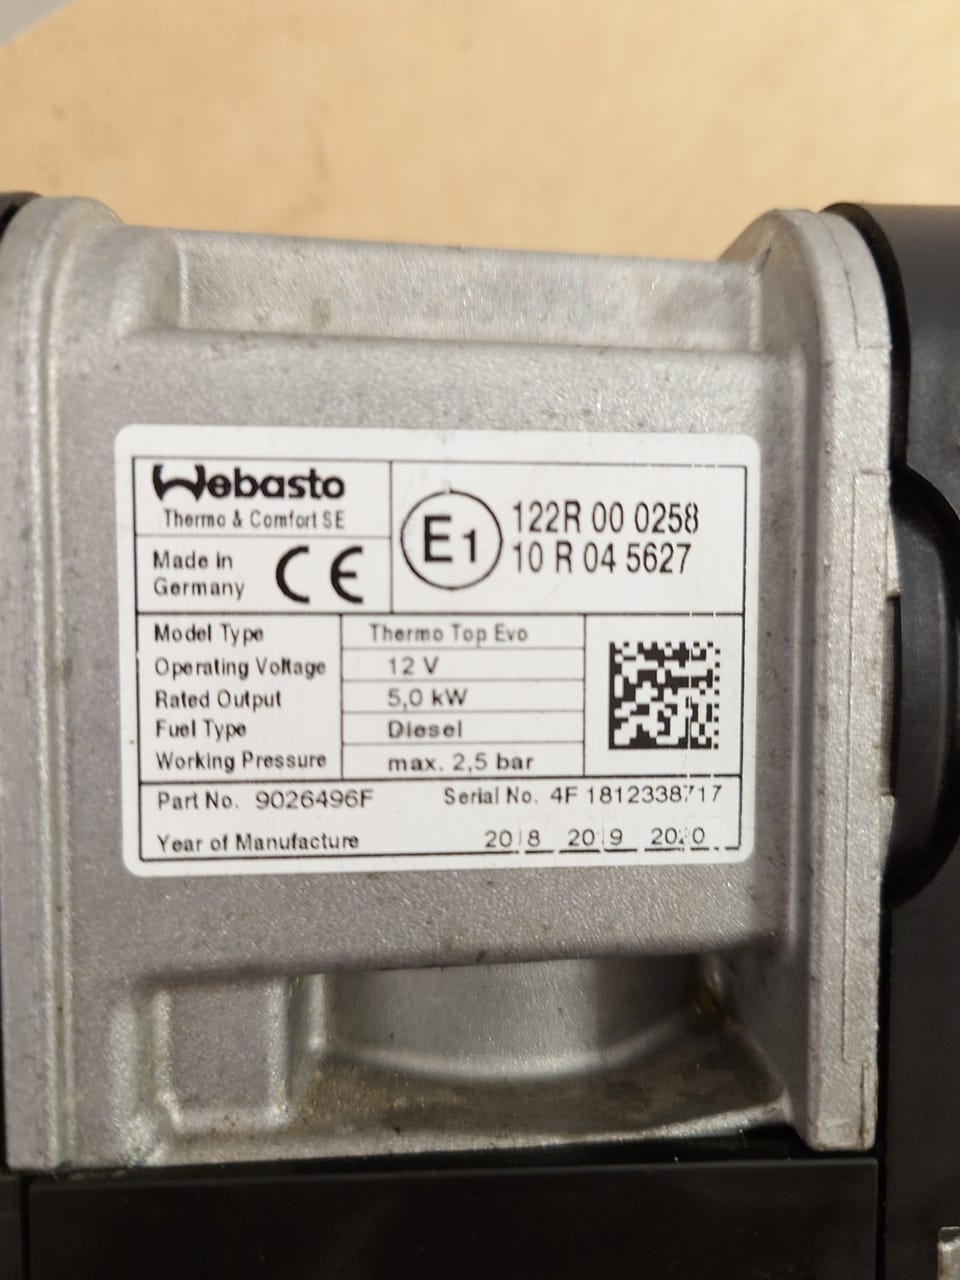 Webasto
Thermo & Comfort SE
Made in
Germany
CE
E1
122R 00 0258
10 R 04 5627
Model Type Thermo Top Evo
Operating Voltage 12 V
Rated Output 5,0 kW
Fuel Type Diesel
Working Pressure max. 2,5 bar
Part No. 9026496F Serial No. 4F 1812338717
Year of Manufacture 2018 2019 2020